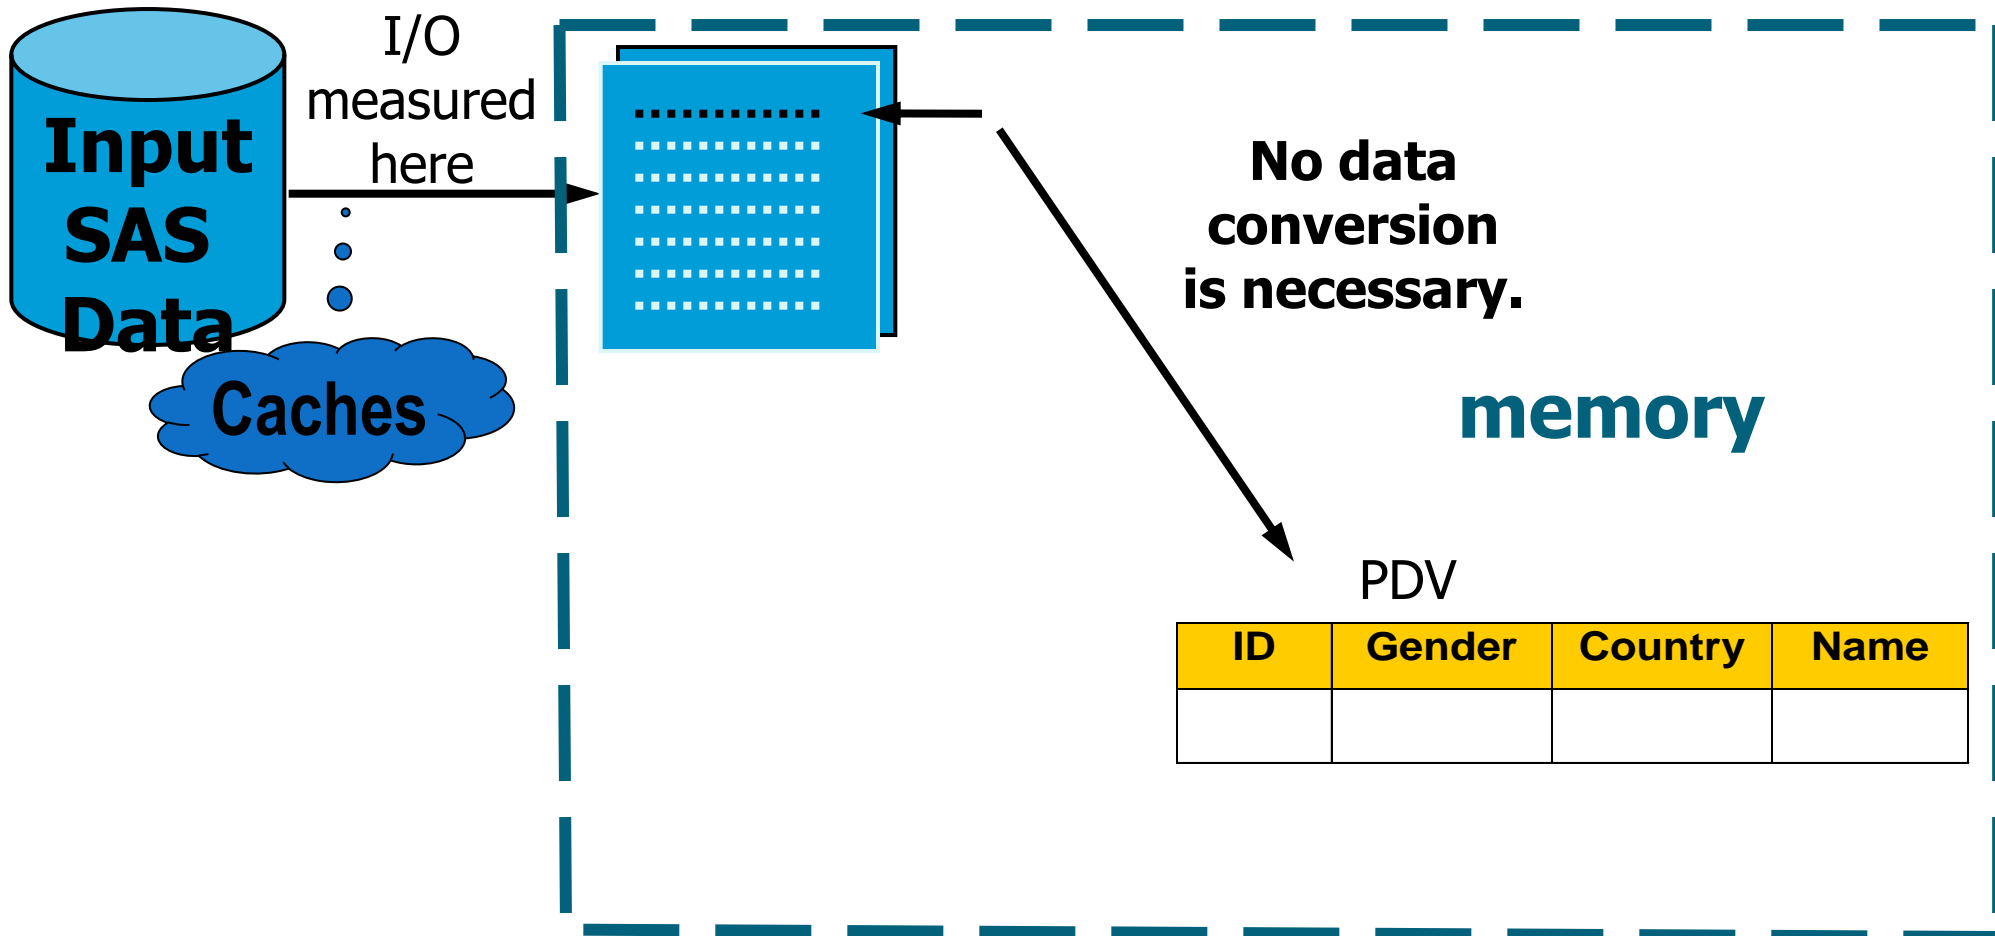 Input
SAS
Data
I/O
measured
here
Caches
No data
conversion
is necessary.
memory
PDV
ID Gender Country Name